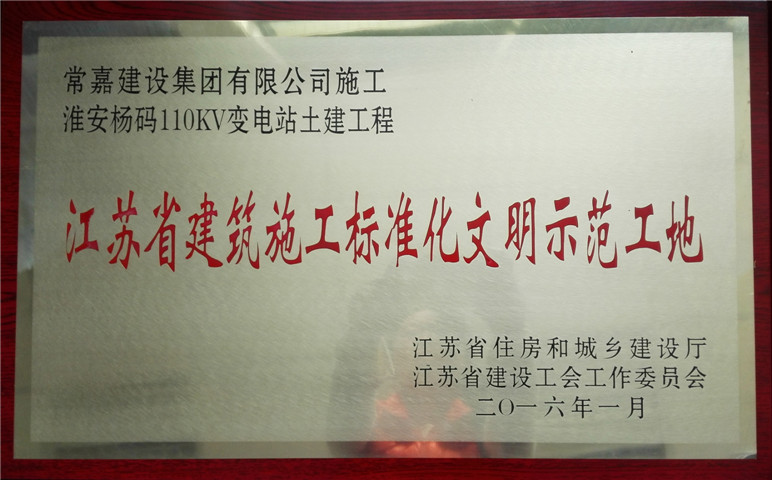 常嘉建设集团有限公司施工
淮安杨码110KV变电站土建工程
江苏省建筑施工标准化文明示范工地
江苏省住房和城乡建设厅
江苏省建设工会工作委员会
二〇一六年一月